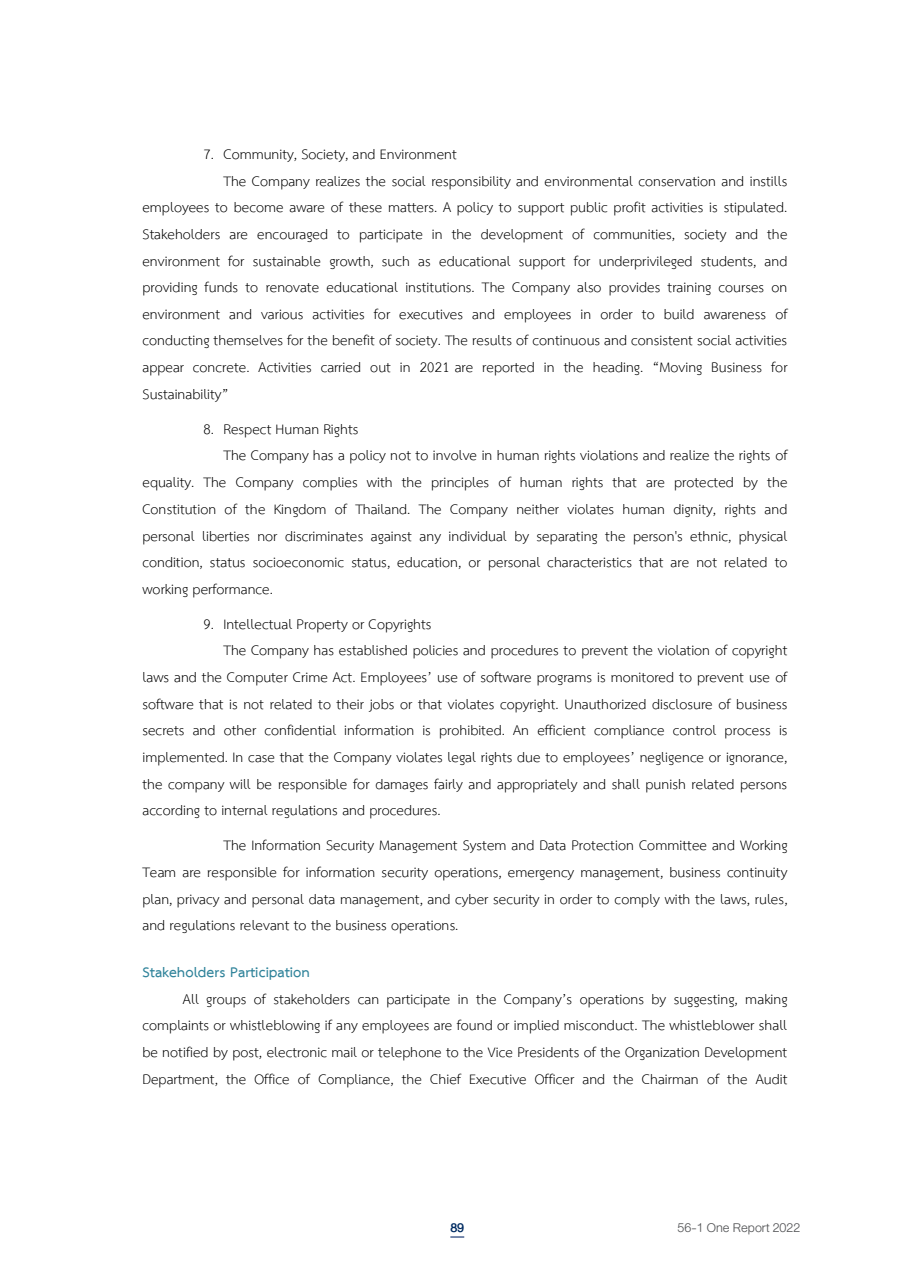 7. Community, Society, and Environment
The Company realizes the social responsibility and environmental conservation and instills
employees to become aware of these matters. A policy to support public profit activities is stipulated.
Stakeholders are encouraged to participate in the development of communities, society and the
environment for sustainable growth, such as educational support for underprivileged students, and
providing funds to renovate educational institutions. The Company also provides training courses on
environment and various activities for executives and employees in order to build awareness of
conducting themselves for the benefit of society. The results of continuous and consistent social activities
appear concrete. Activities carried out in 2021 are reported in the heading. “Moving Business for
Sustainability”
8. Respect Human Rights
The Company has a policy not to involve in human rights violations and realize the rights of
equality. The Company complies with the principles of human rights that are protected by the
Constitution of the Kingdom of Thailand. The Company neither violates human dignity, rights and
personal liberties nor discriminates against any individual by separating the person's ethnic, physical
condition, status socioeconomic status, education, or personal characteristics that are not related to
working performance.
9. Intellectual Property or Copyrights
The Company has established policies and procedures to prevent the violation of copyright
laws and the Computer Crime Act. Employees’ use of software programs is monitored to prevent use of
software that is not related to their jobs or that violates copyright. Unauthorized disclosure of business
secrets and other confidential information is prohibited. An efficient compliance control process is
implemented. In case that the Company violates legal rights due to employees’ negligence or ignorance,
the company will be responsible for damages fairly and appropriately and shall punish related persons
according to internal regulations and procedures.
The Information Security Management System and Data Protection Committee and Working
Team are responsible for information security operations, emergency management, business continuity
plan, privacy and personal data management, and cyber security in order to comply with the laws, rules,
and regulations relevant to the business operations.
Stakeholders Participation
All groups of stakeholders can participate in the Company’s operations by suggesting, making
complaints or whistleblowing if any employees are found or implied misconduct. The whistleblower shall
be notified by post, electronic mail or telephone to the Vice Presidents of the Organization Development
Department, the Office of Compliance, the Chief Executive Officer and the Chairman of the Audit
89
56-1 One Report 2022